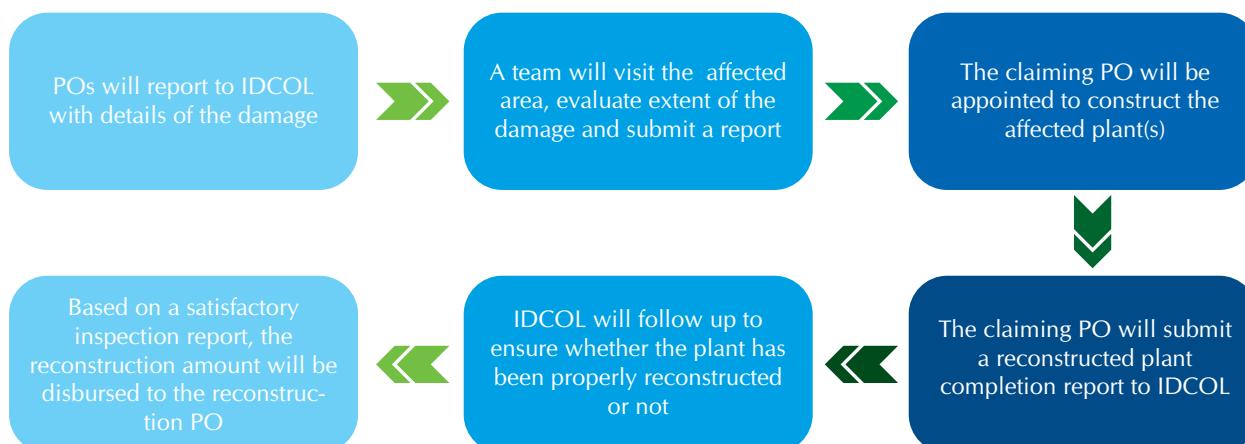 POs will report to IDCOL
with details of the damage
A team will visit the affected
area, evaluate extent of the
damage and submit a report
The claiming PO will be
appointed to construct the
affected plant(s)
The claiming PO will submit
a reconstructed plant
completion report to IDCOL
IDCOL will follow up to
ensure whether the plant has
been properly reconstructed
or not
Based on a satisfactory
inspection report, the
reconstruction amount will be
disbursed to the reconstruc-
tion PO